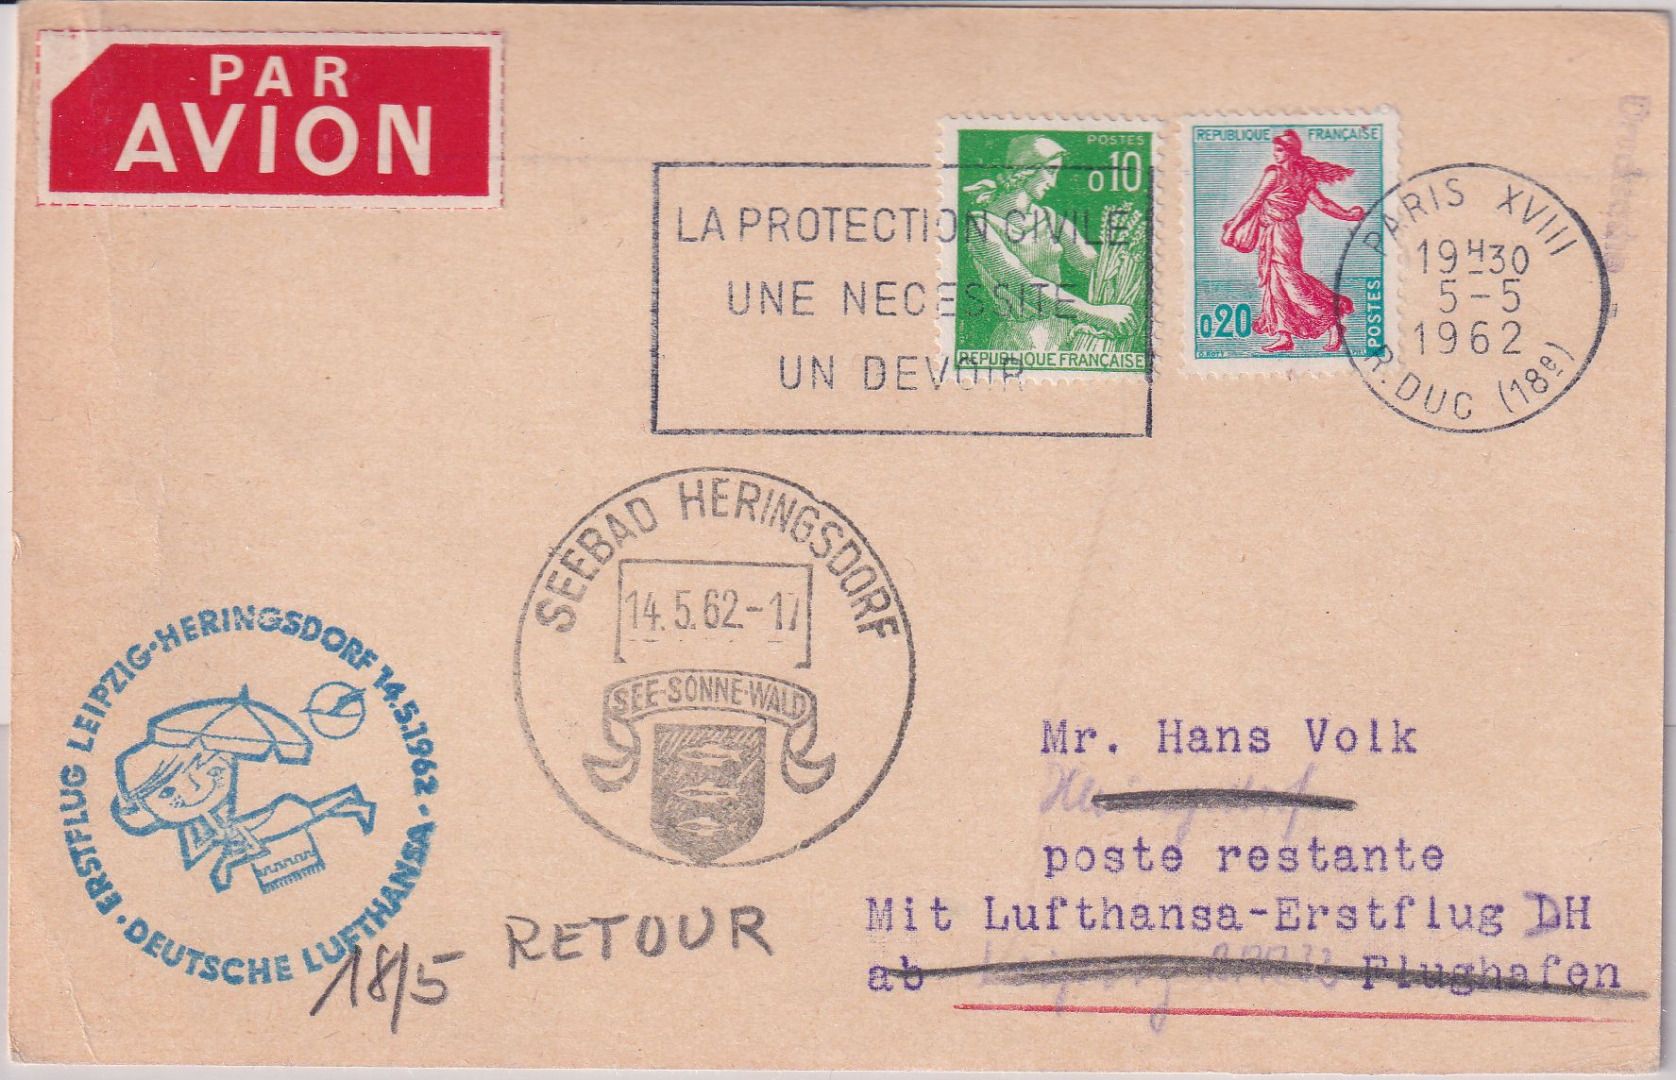 PAR
AVION
POSTES
0,10
REPUBLIQUE FRANÇAISE
REPUBLIQUE FRANÇAISE
0,20
POSTES
LA PROTECTION CIVILE
UNE NECESSITE
UN DEVOIR
PARIS XVIII
19H30
5-5
1962
R. DUC (18e)
SEEBAD HERINGSDORF
14.5.62-17
SEE-SONNE-WALD
ERSTFLUG LEIPZIG-HERINGSDORF 14.5.1962 ·
· DEUTSCHE LUFTHANSA
18/5 RETOUR
Mr. Hans Volk
Heringsdorf
poste restante
Mit Lufthansa-Erstflug DH
ab Leipzig Flughafen